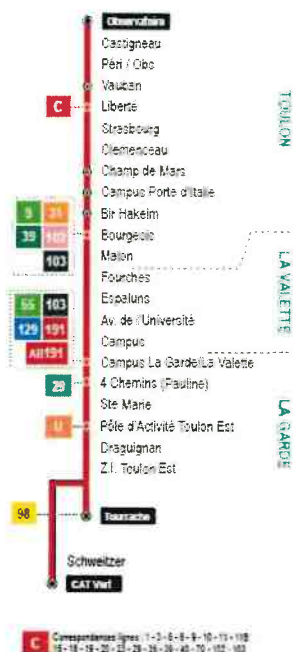 Observatoire
Castigneau
Péri / Obs
Vauban
C
Liberté
Strasbourg
Clemenceau
Champ de Mars
Campus Porte d'Italie
Bir Hakeim
9 31
39 102
103
Bourgeois
Malon
Fourches
Espaluns
Av. de l'Université
Campus
55 103
129 191
All191
Campus La Garde/La Valette
29
4 Chemins (Pauline)
Ste Marie
U
Pôle d'Activité Toulon Est
Draguignan
Z.I. Toulon Est
98
Schweitzer
CAT Vert
TOULON
LA VALETTE
LA GARDE
C
Correspondances lignes : 1 - 3 -